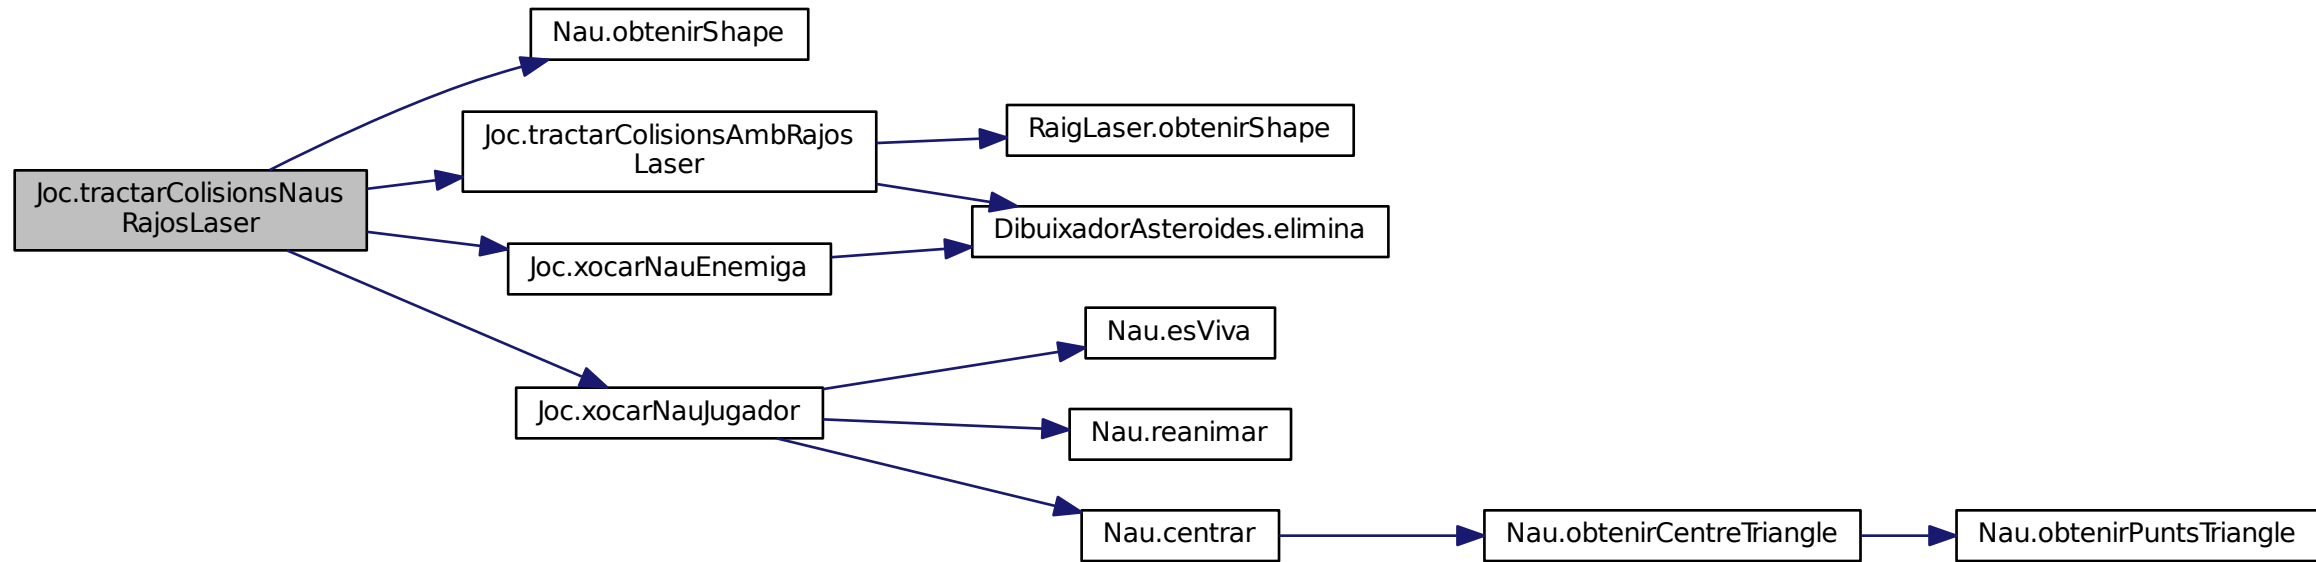 Nau.obtenirShape
Joc.tractarColisionsAmbRajos
Laser
RaigLaser.obtenirShape
Joc.tractarColisionsNaus
RajosLaser
DibuixadorAsteroides.elimina
Joc.xocarNauEnemiga
Nau.esViva
Joc.xocarNauJugador
Nau.reanimar
Nau.centrar
Nau.obtenirCentreTriangle
Nau.obtenirPuntsTriangle